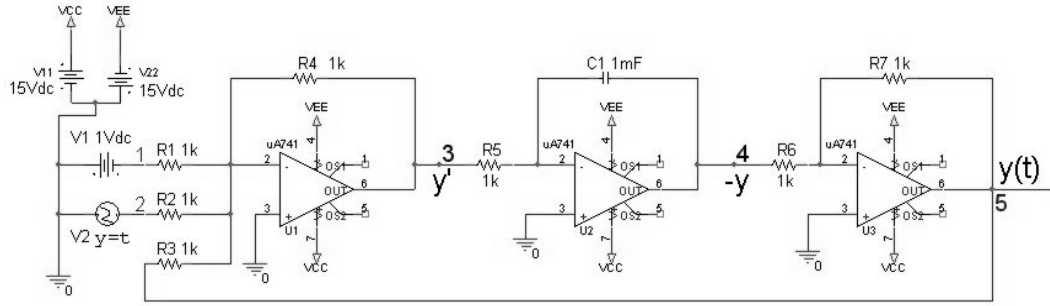 VCC VEE
V11 V22
15Vdc 15Vdc
R4 1k
C1 1mF
R7 1k
VEE VEE VEE
V1 1Vdc
1 R1 1k
uA741 4 OS1 1
2 - OUT 6
3 + OS2 5
U1 7
VCC
0
2 R2 1k
V2 y=t
R3 1k
0
3 R5
y' 1k
uA741 4 OS1 1
2 - OUT 6
3 + OS2 5
U2 7
VCC
0
4 R6
-y 1k
uA741 4 OS1 1
2 - OUT 6
3 + OS2 5
U3 7
VCC
0
y(t)
5